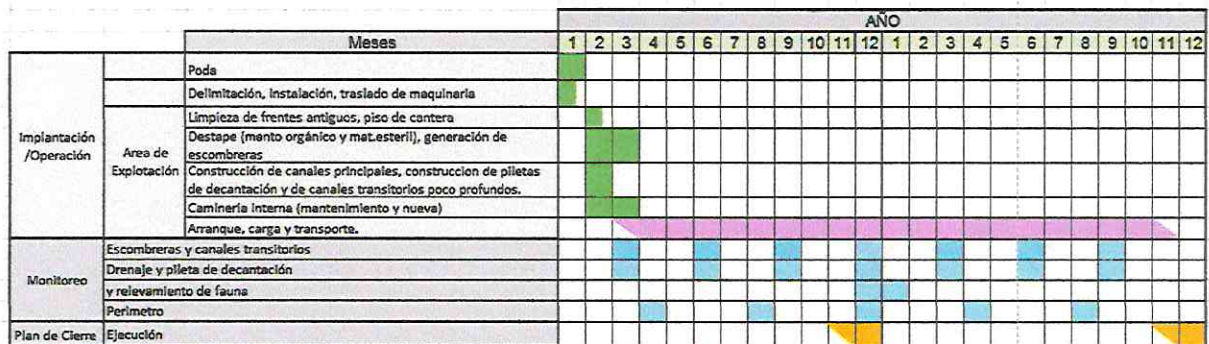 AÑO
Meses 1 2 3 4 5 6 7 8 9 10 11 12 1 2 3 4 5 6 7 8 9 10 11 12
Implantación
/Operación
Poda
Delimitación, instalación, traslado de maquinaria
Area de
Explotación
Limpieza de frentes antiguos, piso de cantera
Destape (manto orgánico y mat.esteril), generación de
escombreras
Construcción de canales principales, construccion de piletas
de decantación y de canales transitorios poco profundos.
Camineria interna (mantenimiento y nueva)
Arranque, carga y transporte.
Monitoreo
Escombreras y canales transitorios
Drenaje y pileta de decantación
y relevamiento de fauna
Perimetro
Plan de Cierre Ejecución